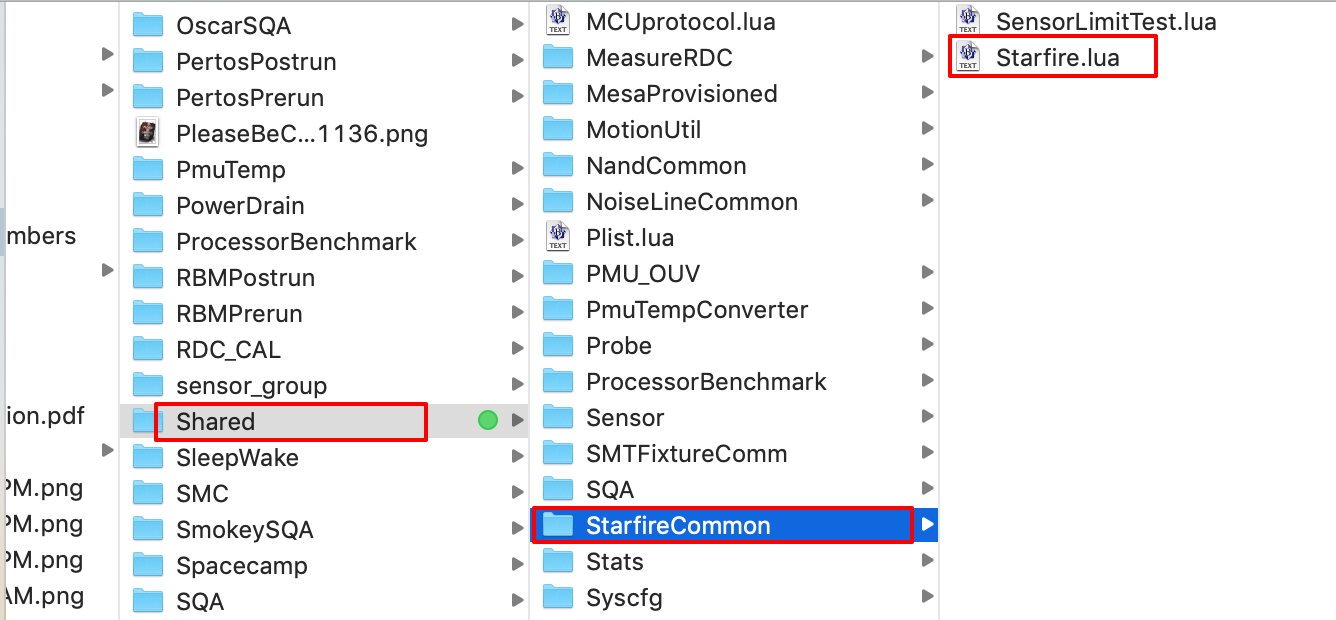 mbers
ion.pdf
PM.png
PM.png
PM.png
AM.png
OscarSQA
PertosPostrun
PertosPrerun
PleaseBeC...1136.png
PmuTemp
PowerDrain
ProcessorBenchmark
RBMPostrun
RBMPrerun
RDC_CAL
sensor_group
Shared
SleepWake
SMC
SmokeySQA
Spacecamp
SQA
TEXT
MCUprotocol.lua
MeasureRDC
MesaProvisioned
MotionUtil
NandCommon
NoiseLineCommon
TEXT
Plist.lua
PMU_OUV
PmuTempConverter
Probe
ProcessorBenchmark
Sensor
SMTFixtureComm
SQA
StarfireCommon
Stats
Syscfg
TEXT
SensorLimitTest.lua
TEXT
Starfire.lua